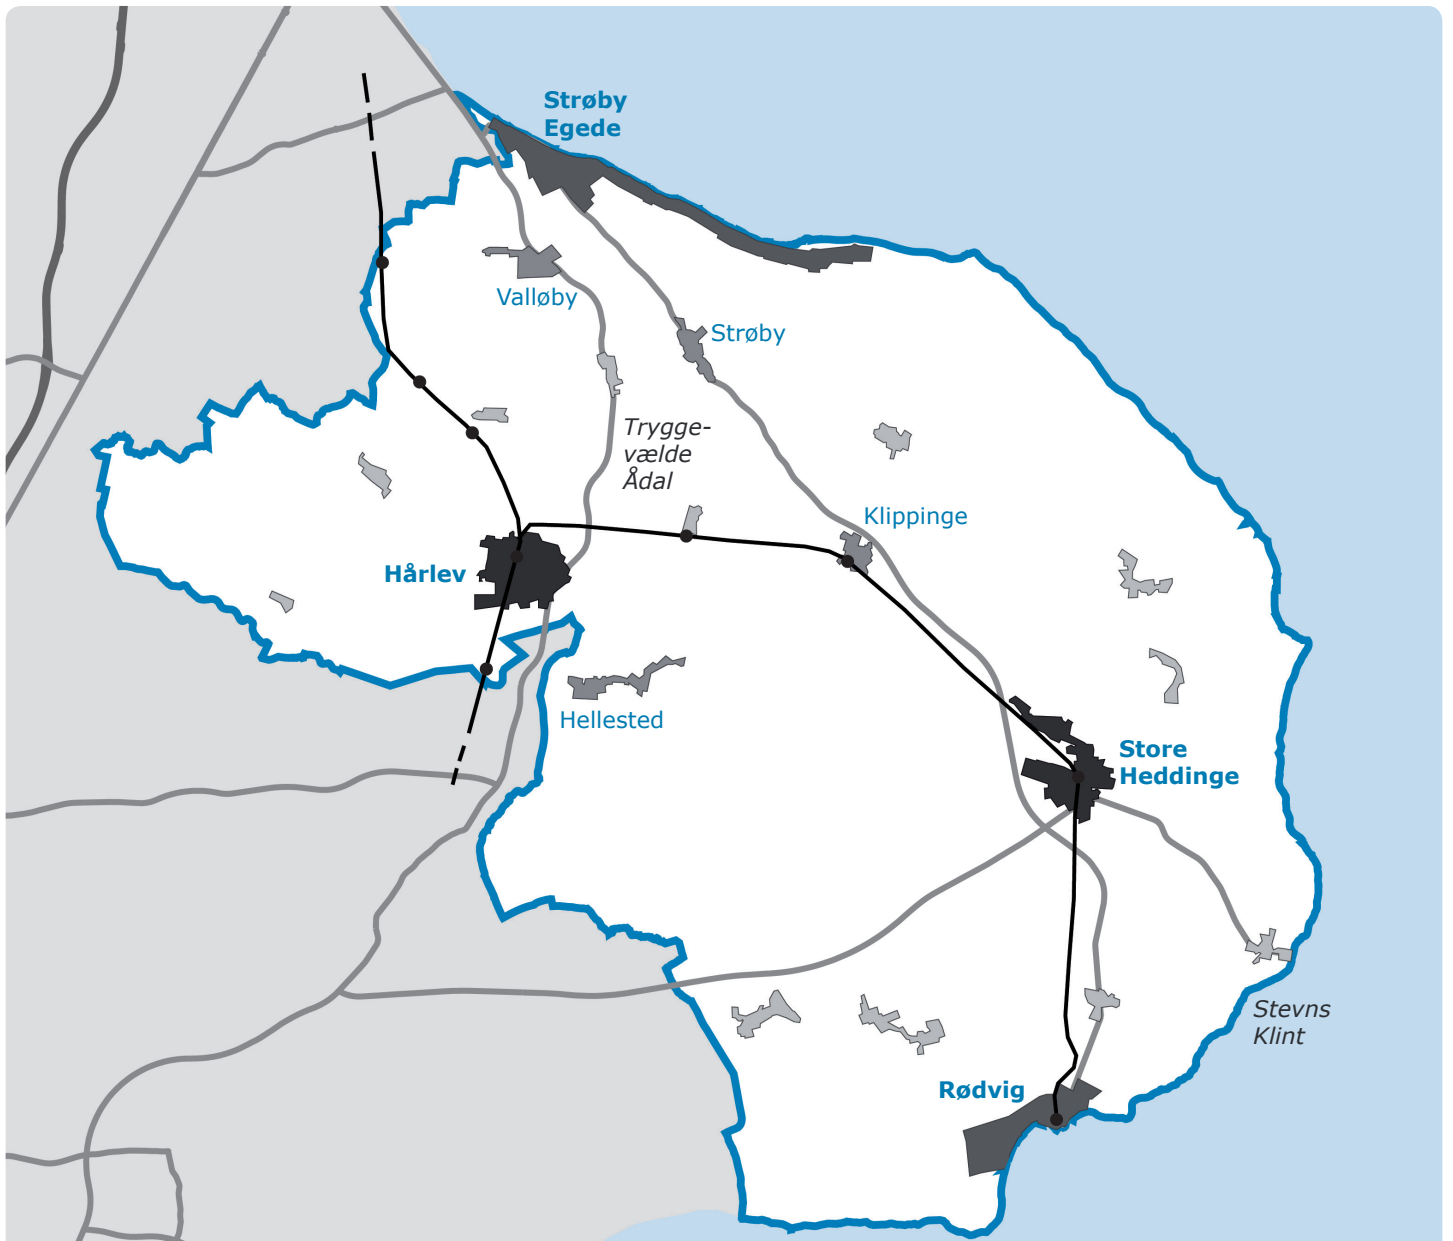 Strøby
Egede
Valløby
Strøby
Trygge-
vælde
Ådal
Klippinge
Hårlev
Hellested
Store
Heddinge
Stevns
Klint
Rødvig